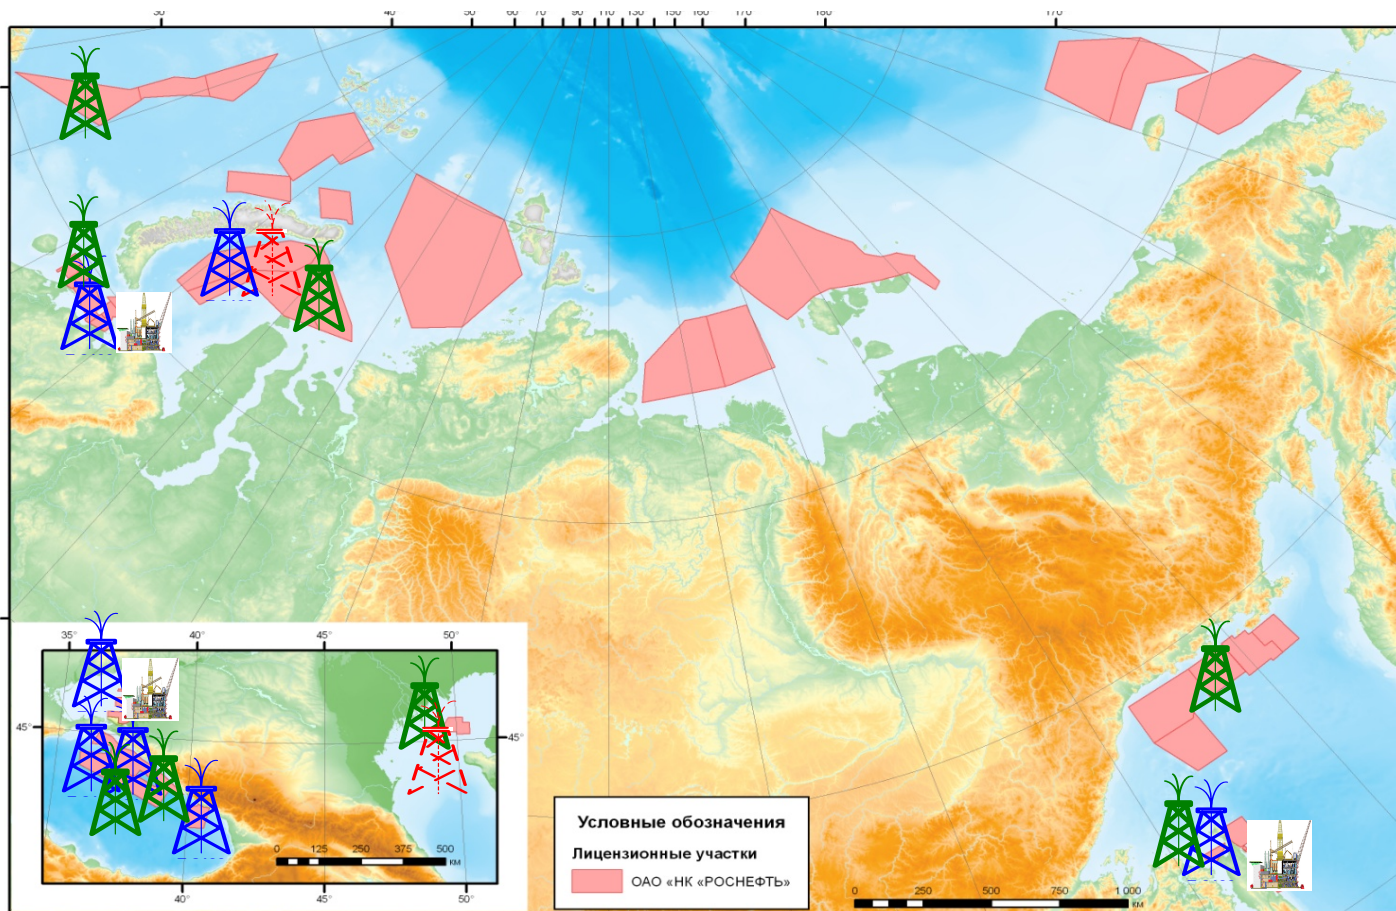 30 40 50 60 70 80 90 110 130 150 160 170 180 170
35° 40° 45° 50°
45° 45°
0 125 250 375 500
км
40° 45° 50°
Условные обозначения
Лицензионные участки
ОАО «НК «РОСНЕФТЬ»
0 250 500 750 1 000
км